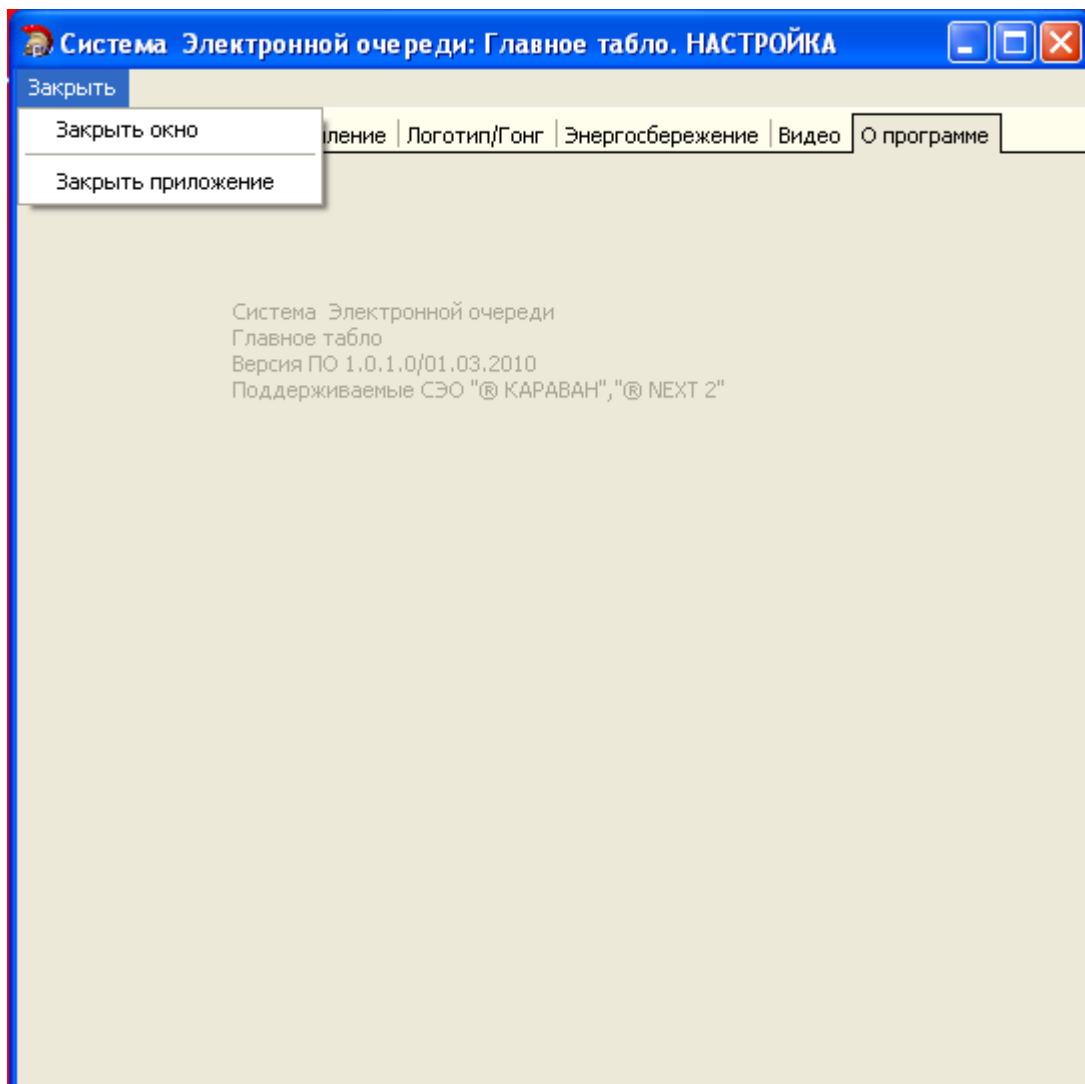 Система  Электронной очереди: Главное табло. НАСТРОЙКА
Закрыть
Закрыть окно
Логотип/Гонг Энергосбережение Видео О программе
Закрыть приложение
Система  Электронной очереди
Главное табло
Версия ПО 1.0.1.0/01.03.2010
Поддерживаемые СЭО "® КАРАВАН","® NEXT 2"